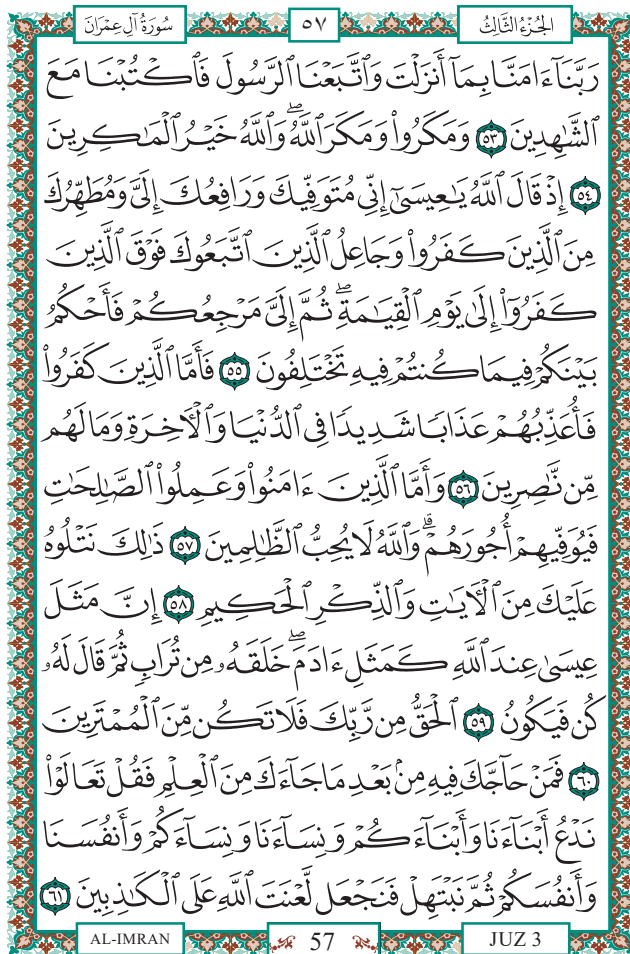 سُورَةُ آلِ عِمْرَانَ ٥٧ الْجُزْءُ الثَّالِثُ
رَبَّنَآ ءَامَنَّا بِمَآ أَنزَلْتَ وَٱتَّبَعْنَا ٱلرَّسُولَ فَٱكْتُبْنَا مَعَ
ٱلشَّٰهِدِينَ ٥٣ وَمَكَرُوا۟ وَمَكَرَ ٱللَّهُ ۖ وَٱللَّهُ خَيْرُ ٱلْمَٰكِرِينَ
٥٤ إِذْ قَالَ ٱللَّهُ يَٰعِيسَىٰٓ إِنِّى مُتَوَفِّيكَ وَرَافِعُكَ إِلَىَّ وَمُطَهِّرُكَ
مِنَ ٱلَّذِينَ كَفَرُوا۟ وَجَاعِلُ ٱلَّذِينَ ٱتَّبَعُوكَ فَوْقَ ٱلَّذِينَ
كَفَرُوٓا۟ إِلَىٰ يَوْمِ ٱلْقِيَٰمَةِ ۖ ثُمَّ إِلَىَّ مَرْجِعُكُمْ فَأَحْكُمُ
بَيْنَكُمْ فِيمَا كُنتُمْ فِيهِ تَخْتَلِفُونَ ٥٥ فَأَمَّا ٱلَّذِينَ كَفَرُوا۟
فَأُعَذِّبُهُمْ عَذَابًا شَدِيدًا فِى ٱلدُّنْيَا وَٱلْءَاخِرَةِ وَمَا لَهُم
مِّن نَّٰصِرِينَ ٥٦ وَأَمَّا ٱلَّذِينَ ءَامَنُوا۟ وَعَمِلُوا۟ ٱلصَّٰلِحَٰتِ
فَيُوَفِّيهِمْ أُجُورَهُمْ ۗ وَٱللَّهُ لَا يُحِبُّ ٱلظَّٰلِمِينَ ٥٧ ذَٰلِكَ نَتْلُوهُ
عَلَيْكَ مِنَ ٱلْءَايَٰتِ وَٱلذِّكْرِ ٱلْحَكِيمِ ٥٨ إِنَّ مَثَلَ
عِيسَىٰ عِندَ ٱللَّهِ كَمَثَلِ ءَادَمَ ۖ خَلَقَهُۥ مِن تُرَابٍ ثُمَّ قَالَ لَهُۥ
كُن فَيَكُونُ ٥٩ ٱلْحَقُّ مِن رَّبِّكَ فَلَا تَكُن مِّنَ ٱلْمُمْتَرِينَ
٦٠ فَمَنْ حَآجَّكَ فِيهِ مِنۢ بَعْدِ مَا جَآءَكَ مِنَ ٱلْعِلْمِ فَقُلْ تَعَالَوْا۟
نَدْعُ أَبْنَآءَنَا وَأَبْنَآءَكُمْ وَنِسَآءَنَا وَنِسَآءَكُمْ وَأَنفُسَنَا
وَأَنفُسَكُمْ ثُمَّ نَبْتَهِلْ فَنَجْعَل لَّعْنَتَ ٱللَّهِ عَلَى ٱلْكَٰذِبِينَ ٦١
AL-IMRAN 57 JUZ 3